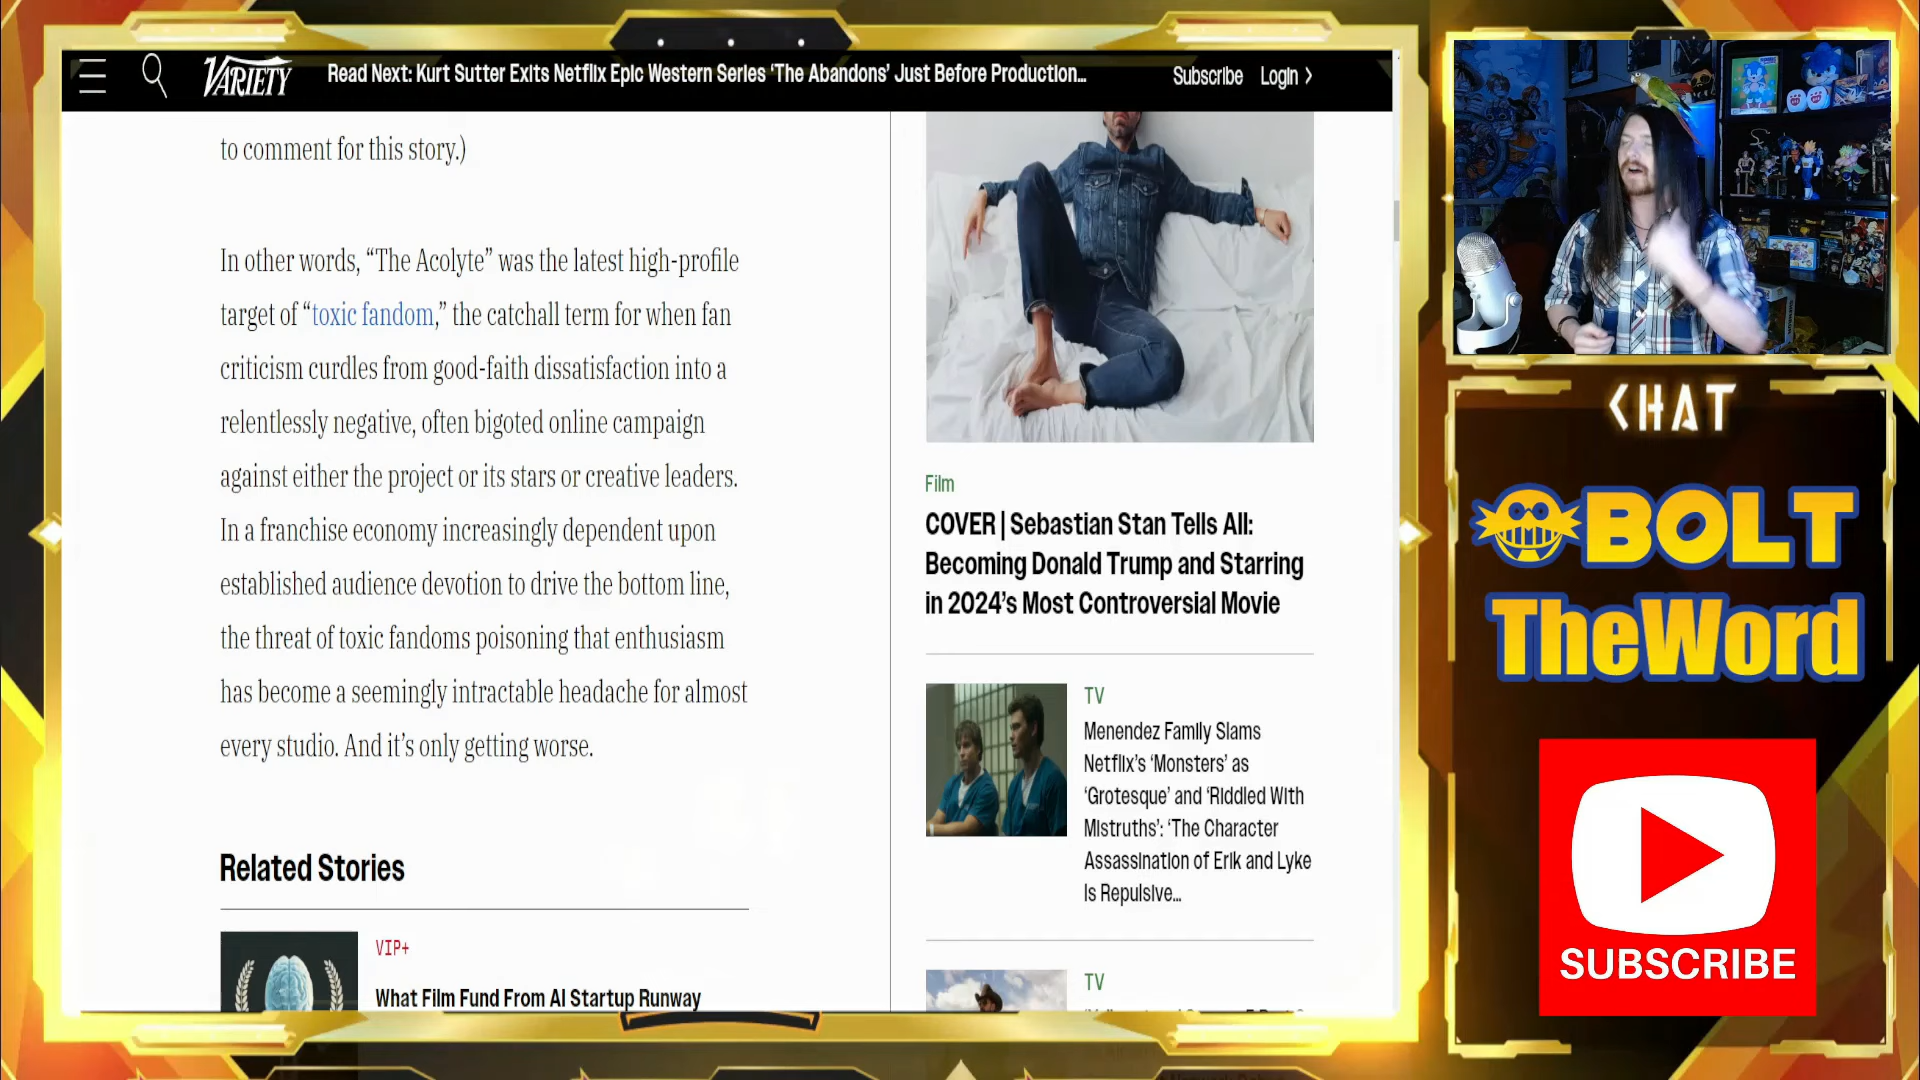 VARIETY
Read Next: Kurt Sutter Exits Netflix Epic Western Series ‘The Abandons’ Just Before Production...
Subscribe
Login >
to comment for this story.)
In other words, “The Acolyte” was the latest high-profile
target of “toxic fandom,” the catchall term for when fan
criticism curdles from good-faith dissatisfaction into a
relentlessly negative, often bigoted online campaign
against either the project or its stars or creative leaders.
In a franchise economy increasingly dependent upon
established audience devotion to drive the bottom line,
the threat of toxic fandoms poisoning that enthusiasm
has become a seemingly intractable headache for almost
every studio. And it’s only getting worse.
Related Stories
VIP+
What Film Fund From AI Startup Runway
Film
COVER | Sebastian Stan Tells All:
Becoming Donald Trump and Starring
in 2024’s Most Controversial Movie
TV
Menendez Family Slams
Netflix’s ‘Monsters’ as
‘Grotesque’ and ‘Riddled With
Mistruths’: ‘The Character
Assassination of Erik and Lyke
Is Repulsive...
TV
CHAT
BOLT
TheWord
SUBSCRIBE